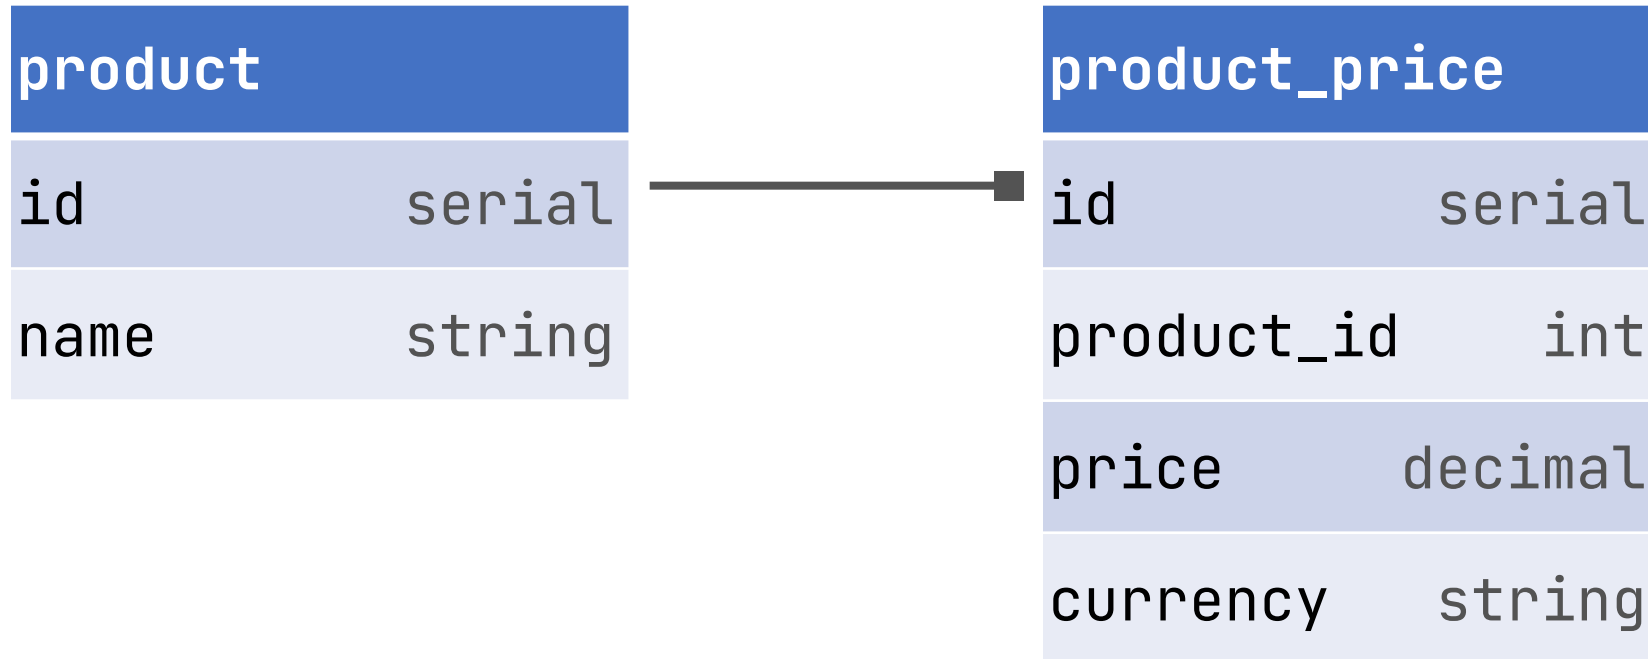 product
id serial
name string
product_price
id serial
product_id int
price decimal
currency string